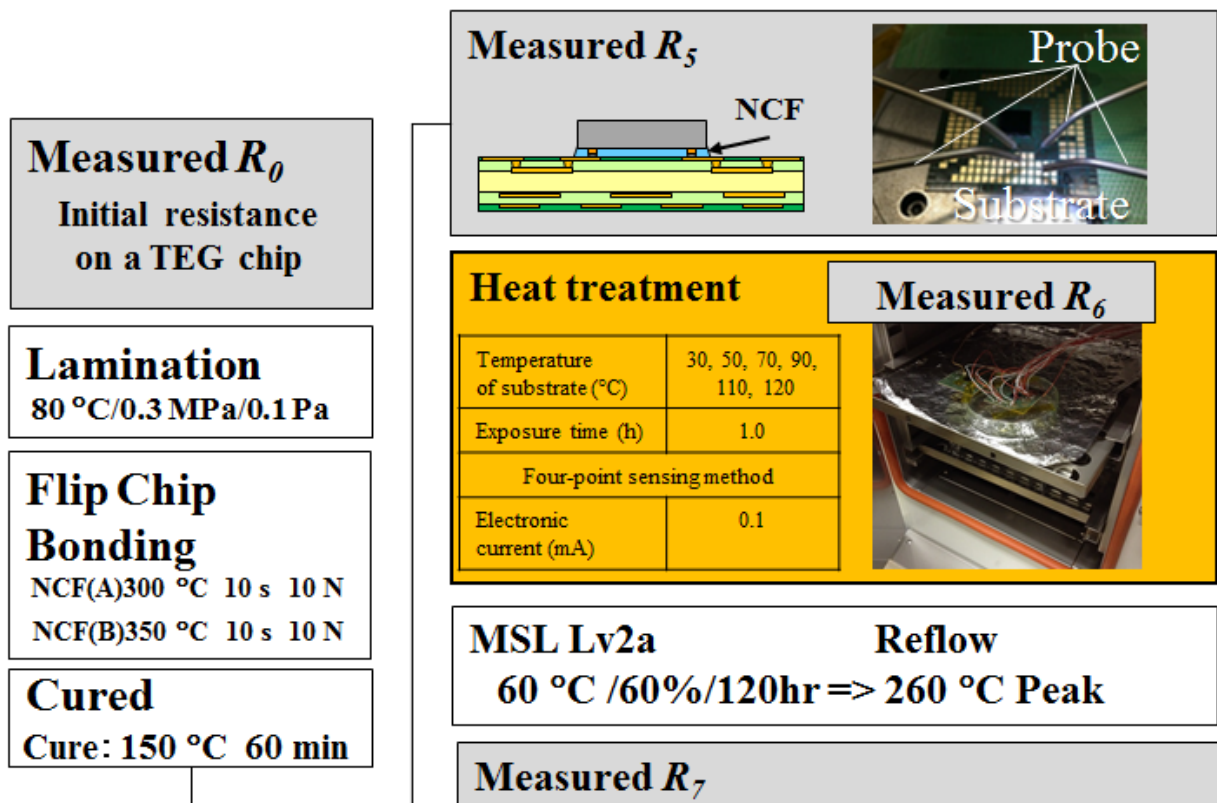 Measured R0
Initial resistance
on a TEG chip
Lamination
80 °C/0.3 MPa/0.1 Pa
Flip Chip
Bonding
NCF(A)300 °C 10 s 10 N
NCF(B)350 °C 10 s 10 N
Cured
Cure: 150 °C 60 min
Measured R5
NCF
Probe
Substrate
Heat treatment
Measured R6
Temperature
of substrate (°C)
30, 50, 70, 90,
110, 120
Exposure time (h)
1.0
Four-point sensing method
Electronic
current (mA)
0.1
MSL Lv2a Reflow
60 °C /60%/120hr => 260 °C Peak
Measured R7